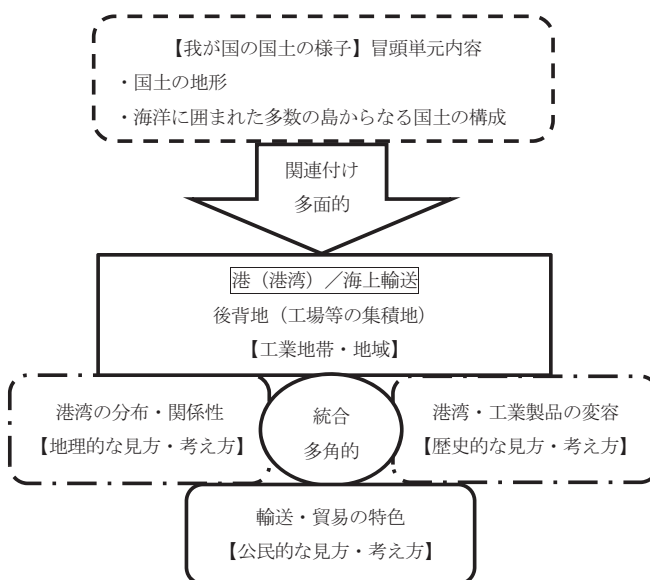 【我が国の国土の様子】冒頭単元内容
・国土の地形
・海洋に囲まれた多数の島からなる国土の構成
関連付け
多面的
港（港湾）／海上輸送
後背地（工場等の集積地）
【工業地帯・地域】
港湾の分布・関係性
【地理的な見方・考え方】
統合
多角的
港湾・工業製品の変容
【歴史的な見方・考え方】
輸送・貿易の特色
【公民的な見方・考え方】